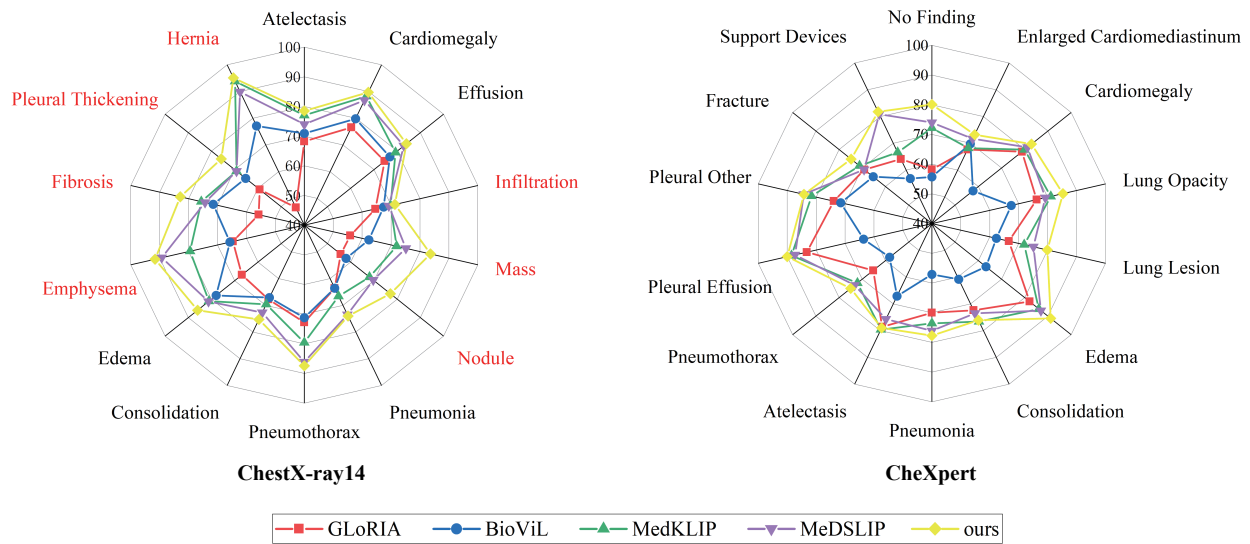 Atelectasis
Hernia
Cardiomegaly
Pleural Thickening
Effusion
Fibrosis
Infiltration
Emphysema
Mass
Edema
Nodule
Consolidation
Pneumonia
Pneumothorax
100
90
80
70
60
50
40
ChestX-ray14
No Finding
Support Devices
Enlarged Cardiomediastinum
Fracture
Cardiomegaly
Pleural Other
Lung Opacity
Pleural Effusion
Lung Lesion
Pneumothorax
Edema
Atelectasis
Consolidation
Pneumonia
100
90
80
70
60
50
40
CheXpert
GLoRIA BioViL MedKLIP MeDSLIP ours